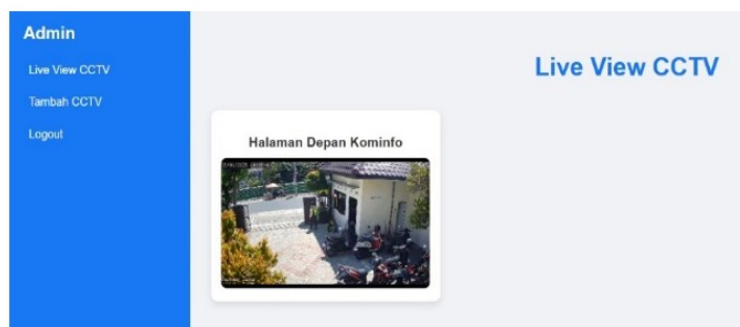 Admin
Live View CCTV
Tambah CCTV
Logout
Live View CCTV
Halaman Depan Kominfo